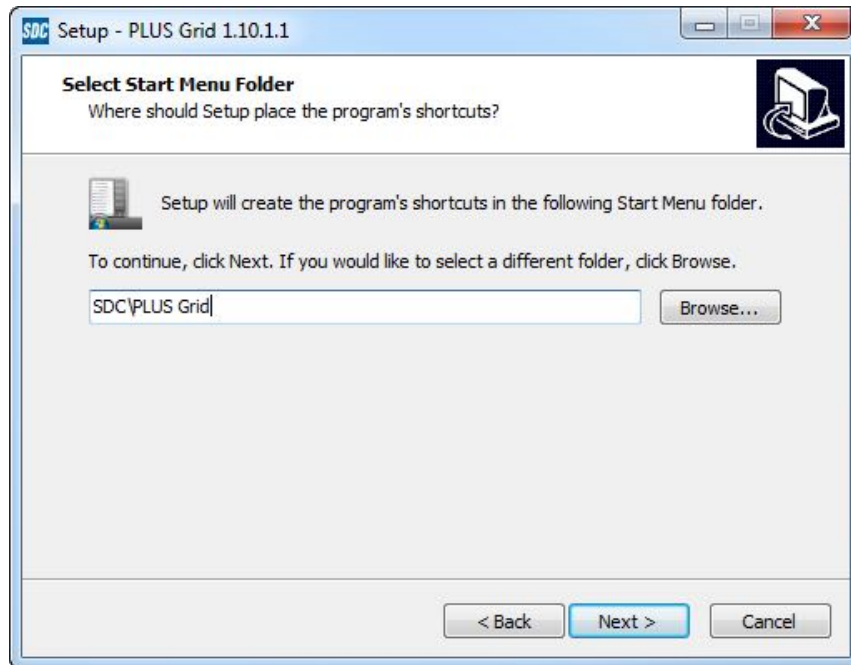 SDC Setup - PLUS Grid 1.10.1.1
Select Start Menu Folder
Where should Setup place the program's shortcuts?
Setup will create the program's shortcuts in the following Start Menu folder.
To continue, click Next. If you would like to select a different folder, click Browse.
SDC\PLUS Grid
Browse...
< Back
Next >
Cancel